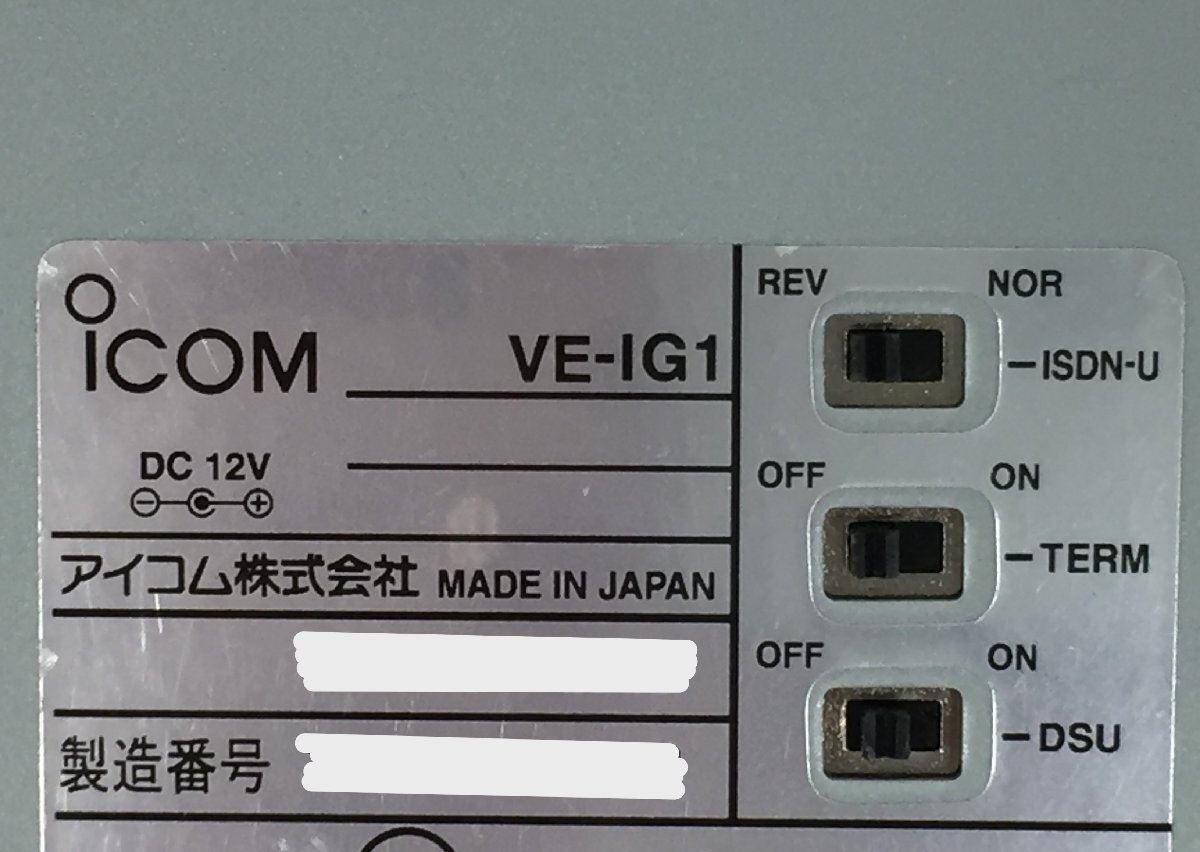 ICOM
VE-IG1
DC 12V
アイコム株式会社 MADE IN JAPAN
製造番号
REV NOR
ISDN-U
OFF ON
TERM
OFF ON
DSU